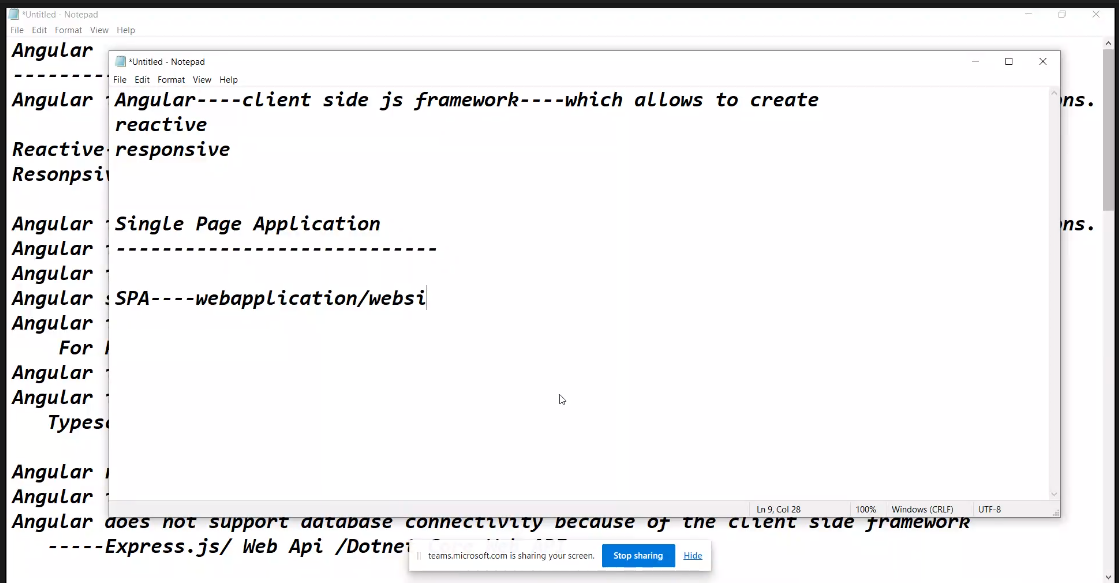 *Untitled - Notepad
File Edit Format View Help
Angular
Angular
ons.
Reactive-
Resonpsiv
Angular
ons.
Angular
Angular
Angular s
Angular
For
Angular
Angular
Typesc
Angular
Angular
Angular does not support database connectivity because of the client side framework
-----Express.js/ Web Api /Dotnet
*Untitled - Notepad
File Edit Format View Help
Angular----client side js framework----which allows to create
reactive
responsive
Single Page Application
----------------------------
SPA----webapplication/websi
Ln 9, Col 28 100% Windows (CRLF) UTF-8
teams.microsoft.com is sharing your screen. Stop sharing Hide